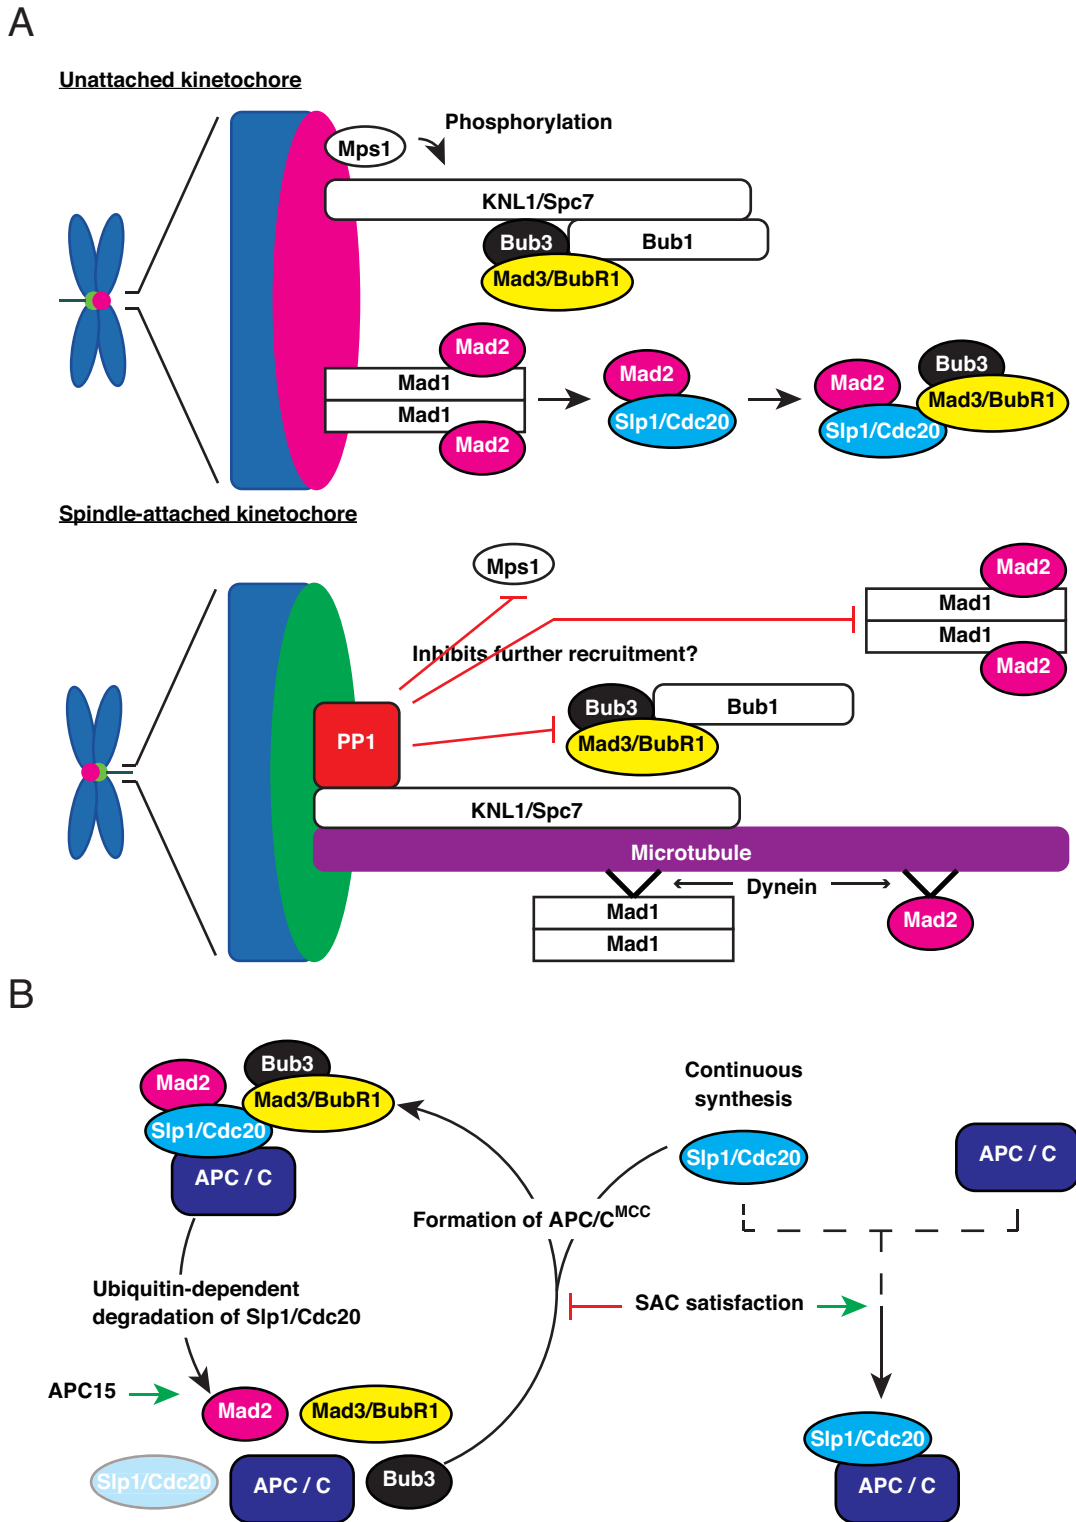 A
Unattached kinetochore
Phosphorylation
Mps1
KNL1/Spc7
Bub3
Bub1
Mad3/BubR1
Mad2
Mad1
Mad1
Mad2
Mad2
Slp1/Cdc20
Mad2
Bub3
Mad3/BubR1
Slp1/Cdc20
Spindle-attached kinetochore
Mps1
Mad2
Mad1
Mad1
Mad2
Inhibits further recruitment?
Bub3
Bub1
Mad3/BubR1
PP1
KNL1/Spc7
Microtubule
Dynein
Mad1
Mad1
Mad2
B
Bub3
Mad2
Mad3/BubR1
Slp1/Cdc20
APC / C
Continuous
synthesis
Slp1/Cdc20
APC / C
Formation of APC/C^MCC
Ubiquitin-dependent
degradation of Slp1/Cdc20
SAC satisfaction
APC15
Mad2
Mad3/BubR1
Slp1/Cdc20
APC / C
Bub3
Slp1/Cdc20
APC / C